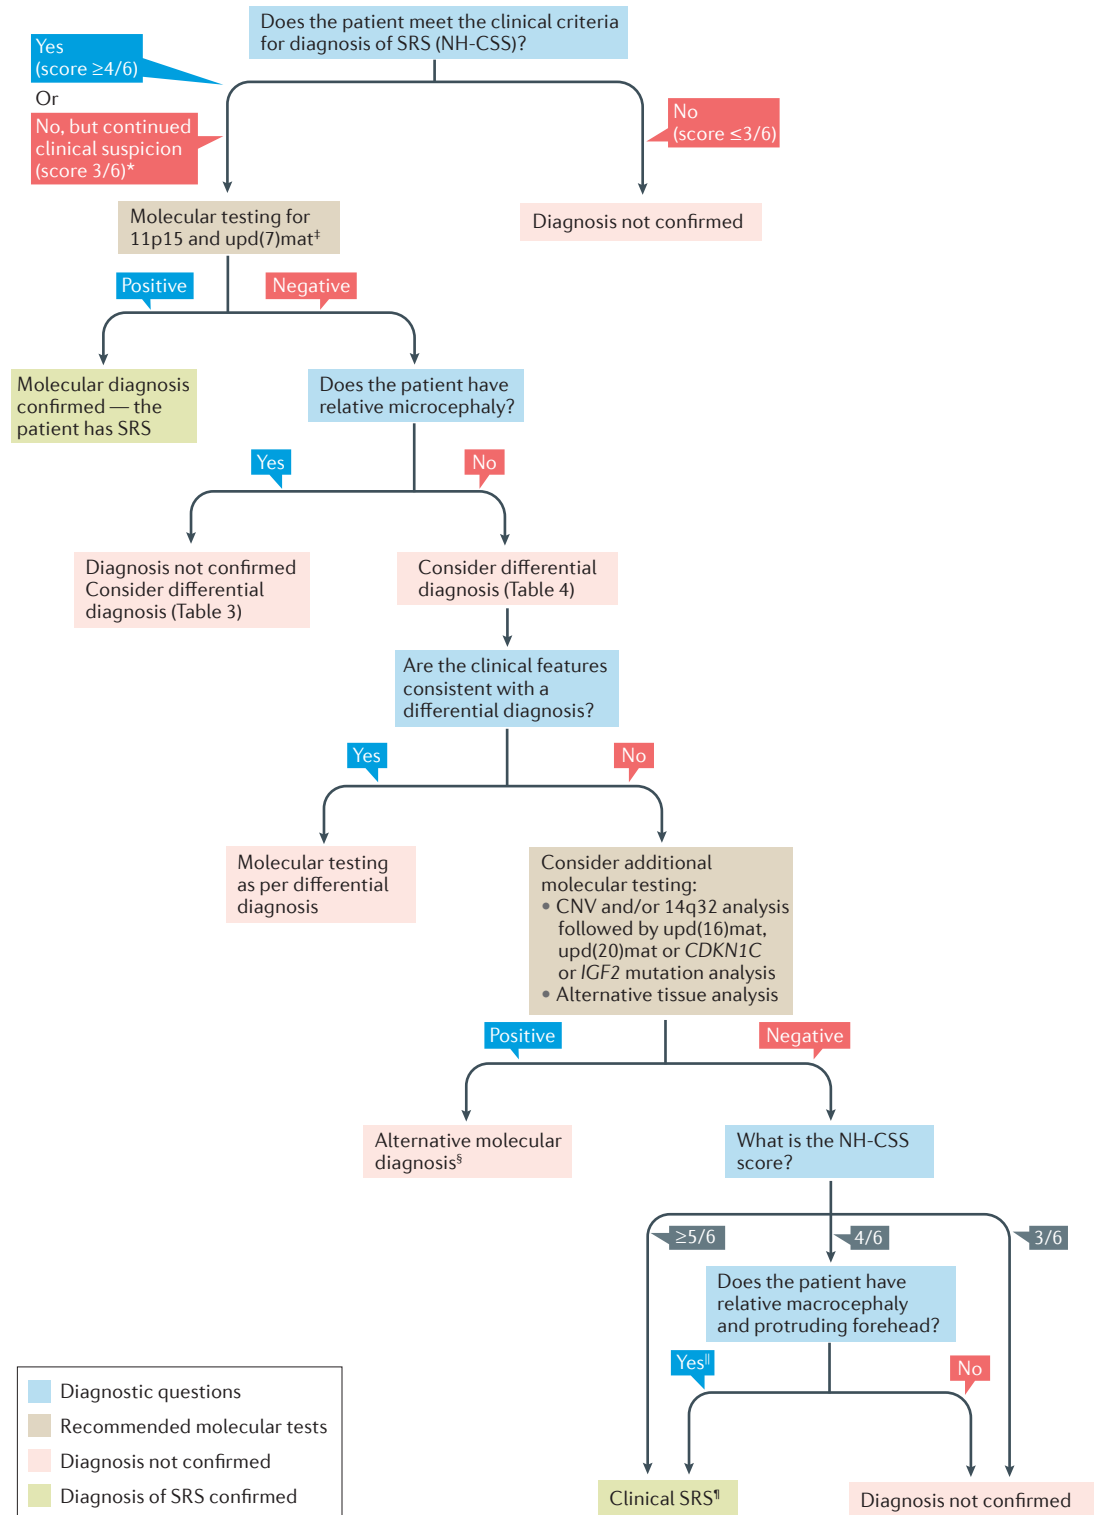 Does the patient meet the clinical criteria
for diagnosis of SRS (NH-CSS)?
Yes
(score ≥4/6)
Or
No, but continued
clinical suspicion
(score 3/6)*
No
(score ≤3/6)
Molecular testing for
11p15 and upd(7)mat‡
Diagnosis not confirmed
Positive
Negative
Molecular diagnosis
confirmed — the
patient has SRS
Does the patient have
relative microcephaly?
Yes
No
Diagnosis not confirmed
Consider differential
diagnosis (Table 3)
Consider differential
diagnosis (Table 4)
Are the clinical features
consistent with a
differential diagnosis?
Yes
No
Molecular testing
as per differential
diagnosis
Consider additional
molecular testing:
• CNV and/or 14q32 analysis
followed by upd(16)mat,
upd(20)mat or CDKN1C
or IGF2 mutation analysis
• Alternative tissue analysis
Positive
Negative
Alternative molecular
diagnosis§
What is the NH-CSS
score?
≥5/6
4/6
3/6
Does the patient have
relative macrocephaly
and protruding forehead?
Yes||
No
Clinical SRS¶
Diagnosis not confirmed
Diagnostic questions
Recommended molecular tests
Diagnosis not confirmed
Diagnosis of SRS confirmed